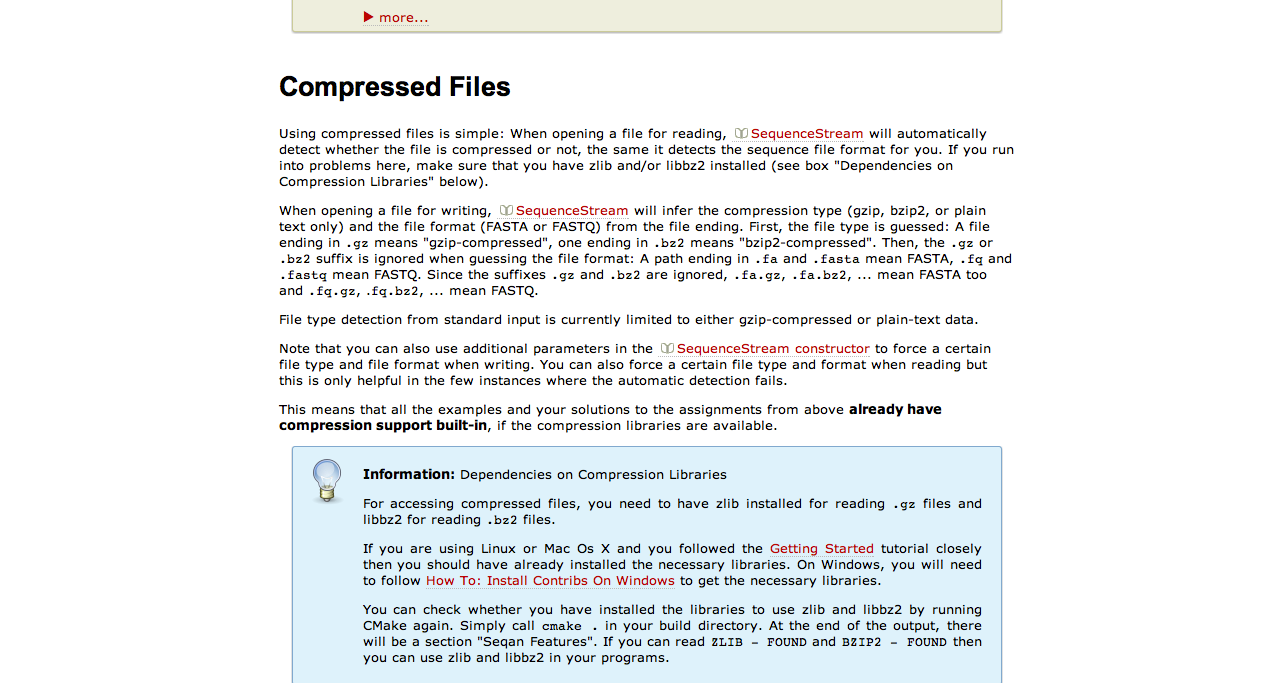 ▶ more...
Compressed Files
Using compressed files is simple: When opening a file for reading, SequenceStream will automatically
detect whether the file is compressed or not, the same it detects the sequence file format for you. If you run
into problems here, make sure that you have zlib and/or libbz2 installed (see box "Dependencies on
Compression Libraries" below).
When opening a file for writing, SequenceStream will infer the compression type (gzip, bzip2, or plain
text only) and the file format (FASTA or FASTQ) from the file ending. First, the file type is guessed: A file
ending in .gz means "gzip-compressed", one ending in .bz2 means "bzip2-compressed". Then, the .gz or
.bz2 suffix is ignored when guessing the file format: A path ending in .fa and .fasta mean FASTA, .fq and
.fastq mean FASTQ. Since the suffixes .gz and .bz2 are ignored, .fa.gz, .fa.bz2, ... mean FASTA too
and .fq.gz, .fq.bz2, ... mean FASTQ.
File type detection from standard input is currently limited to either gzip-compressed or plain-text data.
Note that you can also use additional parameters in the SequenceStream constructor to force a certain
file type and file format when writing. You can also force a certain file type and format when reading but
this is only helpful in the few instances where the automatic detection fails.
This means that all the examples and your solutions to the assignments from above already have
compression support built-in, if the compression libraries are available.
Information: Dependencies on Compression Libraries
For accessing compressed files, you need to have zlib installed for reading .gz files and
libbz2 for reading .bz2 files.
If you are using Linux or Mac Os X and you followed the Getting Started tutorial closely
then you should have already installed the necessary libraries. On Windows, you will need
to follow How To: Install Contribs On Windows to get the necessary libraries.
You can check whether you have installed the libraries to use zlib and libbz2 by running
CMake again. Simply call cmake . in your build directory. At the end of the output, there
will be a section "Seqan Features". If you can read ZLIB - FOUND and BZIP2 - FOUND then
you can use zlib and libbz2 in your programs.